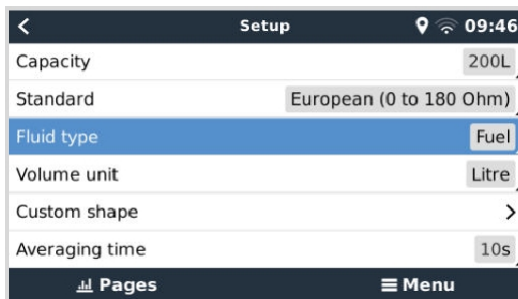 Setup 09:46
Capacity 200L
Standard European (0 to 180 Ohm)
Fluid type Fuel
Volume unit Litre
Custom shape
Averaging time 10s
Pages Menu